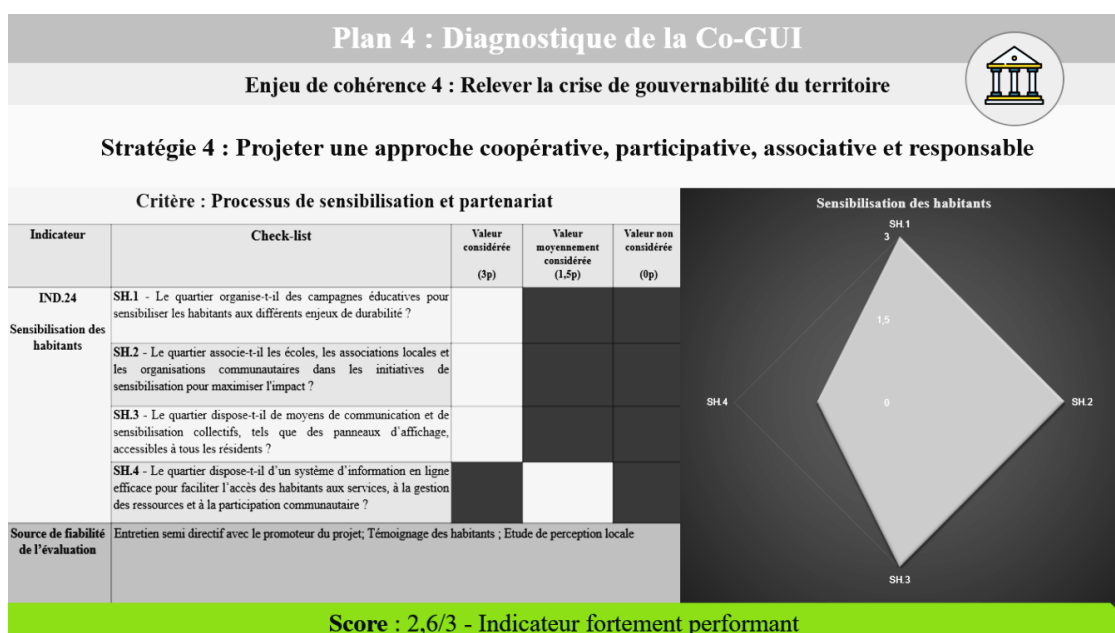 Plan 4 : Diagnostique de la Co-GUI
Enjeu de cohérence 4 : Relever la crise de gouvernabilité du territoire
Stratégie 4 : Projeter une approche coopérative, participative, associative et responsable
Critère : Processus de sensibilisation et partenariat
Indicateur
Check-list
Valeur
considérée
(3p)
Valeur
moyennement
considérée
(1,5p)
Valeur non
considérée
(0p)
IND.24
Sensibilisation des
habitants
SH.1 - Le quartier organise-t-il des campagnes éducatives pour
sensibiliser les habitants aux différents enjeux de durabilité ?
SH.2 - Le quartier associe-t-il les écoles, les associations locales et
les organisations communautaires dans les initiatives de
sensibilisation pour maximiser l'impact ?
SH.3 - Le quartier dispose-t-il de moyens de communication et de
sensibilisation collectifs, tels que des panneaux d'affichage,
accessibles à tous les résidents ?
SH.4 - Le quartier dispose-t-il d'un système d'information en ligne
efficace pour faciliter l'accès des habitants aux services, à la gestion
des ressources et à la participation communautaire ?
Source de fiabilité
de l'évaluation
Entretien semi directif avec le promoteur du projet; Témoignage des habitants ; Etude de perception locale
Sensibilisation des habitants
SH.1
3
1,5
SH.4
0
SH.2
SH.3
Score : 2,6/3 - Indicateur fortement performant